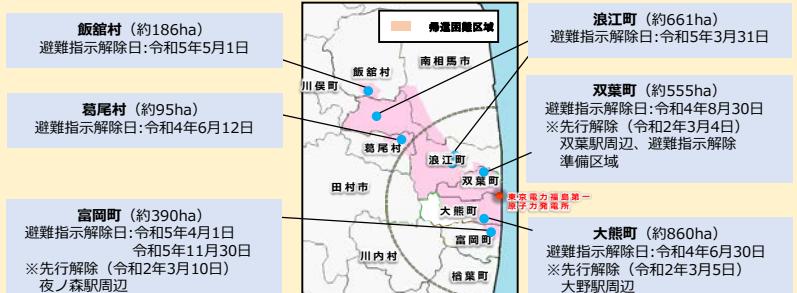 飯舘村（約186ha）
避難指示解除日:令和5年5月1日
葛尾村（約95ha）
避難指示解除日:令和4年6月12日
富岡町（約390ha）
避難指示解除日:令和5年4月1日
令和5年11月30日
※先行解除（令和2年3月10日）
夜ノ森駅周辺
帰還困難区域
南相馬市
飯舘村
川俣町
葛尾村
浪江町
双葉町
田村市
東京電力福島第一
原子力発電所
大熊町
富岡町
川内村
楢葉町
浪江町（約661ha）
避難指示解除日:令和5年3月31日
双葉町（約555ha）
避難指示解除日:令和4年8月30日
※先行解除（令和2年3月4日）
双葉駅周辺、避難指示解除
準備区域
大熊町（約860ha）
避難指示解除日:令和4年6月30日
※先行解除（令和2年3月5日）
大野駅周辺